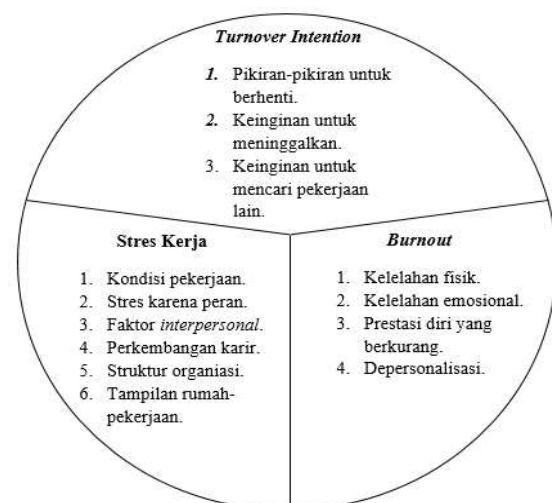 Turnover Intention
1. Pikiran-pikiran untuk
berhenti.
2. Keinginan untuk
meninggalkan.
3. Keinginan untuk
mencari pekerjaan
lain.
Stres Kerja
1. Kondisi pekerjaan.
2. Stres karena peran.
3. Faktor interpersonal.
4. Perkembangan karir.
5. Struktur organiasi.
6. Tampilan rumah-
pekerjaan.
Burnout
1. Kelelahan fisik.
2. Kelelahan emosional.
3. Prestasi diri yang
berkurang.
4. Depersonalisasi.